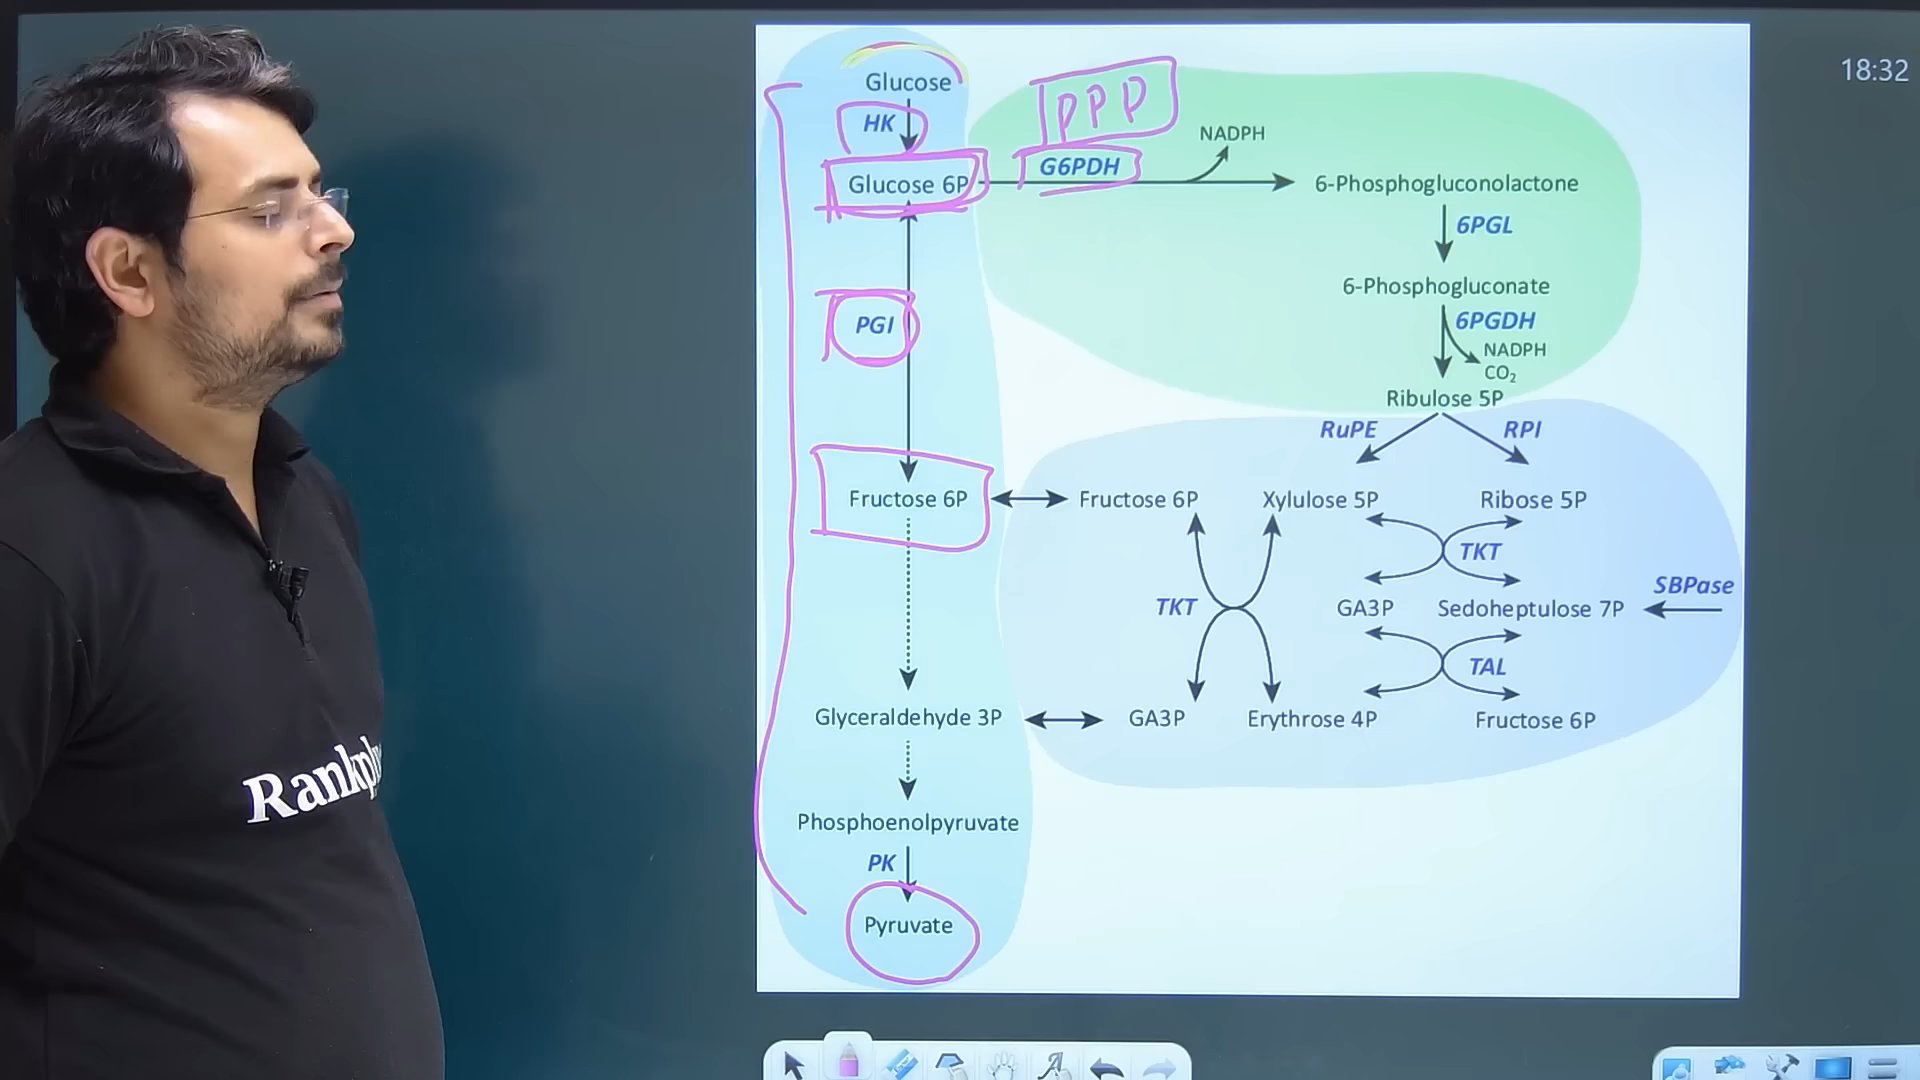 18:32
Glucose
HK
PPP
NADPH
G6PDH
Glucose 6P
6-Phosphogluconolactone
6PGL
6-Phosphogluconate
PGI
6PGDH
NADPH
CO₂
Ribulose 5P
RuPE
RPI
Fructose 6P
Fructose 6P
Xylulose 5P
Ribose 5P
TKT
SBPase
TKT
GA3P
Sedoheptulose 7P
TAL
Glyceraldehyde 3P
GA3P
Erythrose 4P
Fructose 6P
Phosphoenolpyruvate
PK
Pyruvate